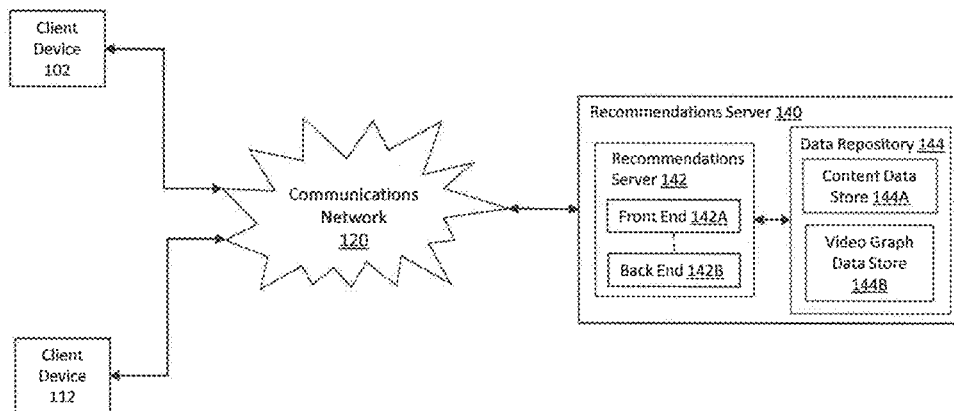 Client
Device
102
Communications
Network
120
Client
Device
112
Recommendations Server 140
Recommendations
Server 142
Front End 142A
Back End 142B
Data Repository 144
Content Data
Store 144A
Video Graph
Data Store
144B